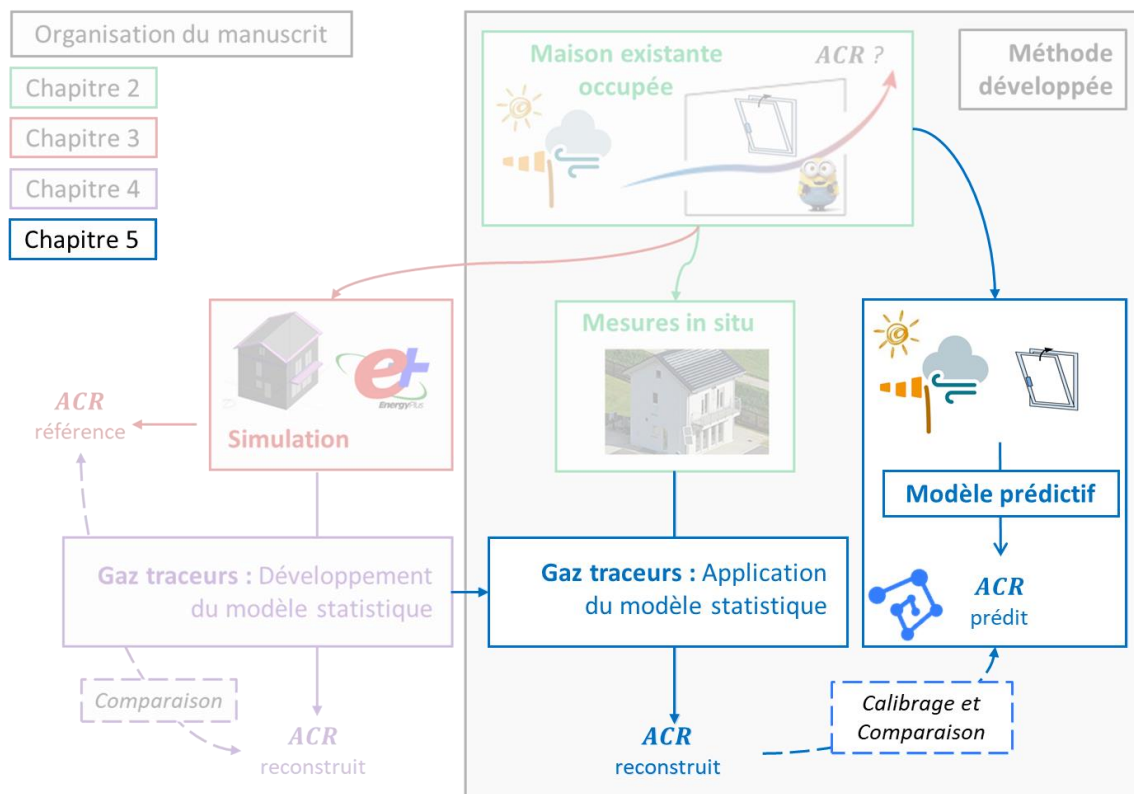 Organisation du manuscrit
Chapitre 2
Chapitre 3
Chapitre 4
Chapitre 5
Méthode
développée
Maison existante
occupée
ACR ?
Simulation
e+
EnergyPlus
ACR
référence
Mesures in situ
Modèle prédictif
ACR
prédit
Gaz traceurs : Développement
du modèle statistique
Gaz traceurs : Application
du modèle statistique
Comparaison
ACR
reconstruit
ACR
reconstruit
Calibrage et
Comparaison